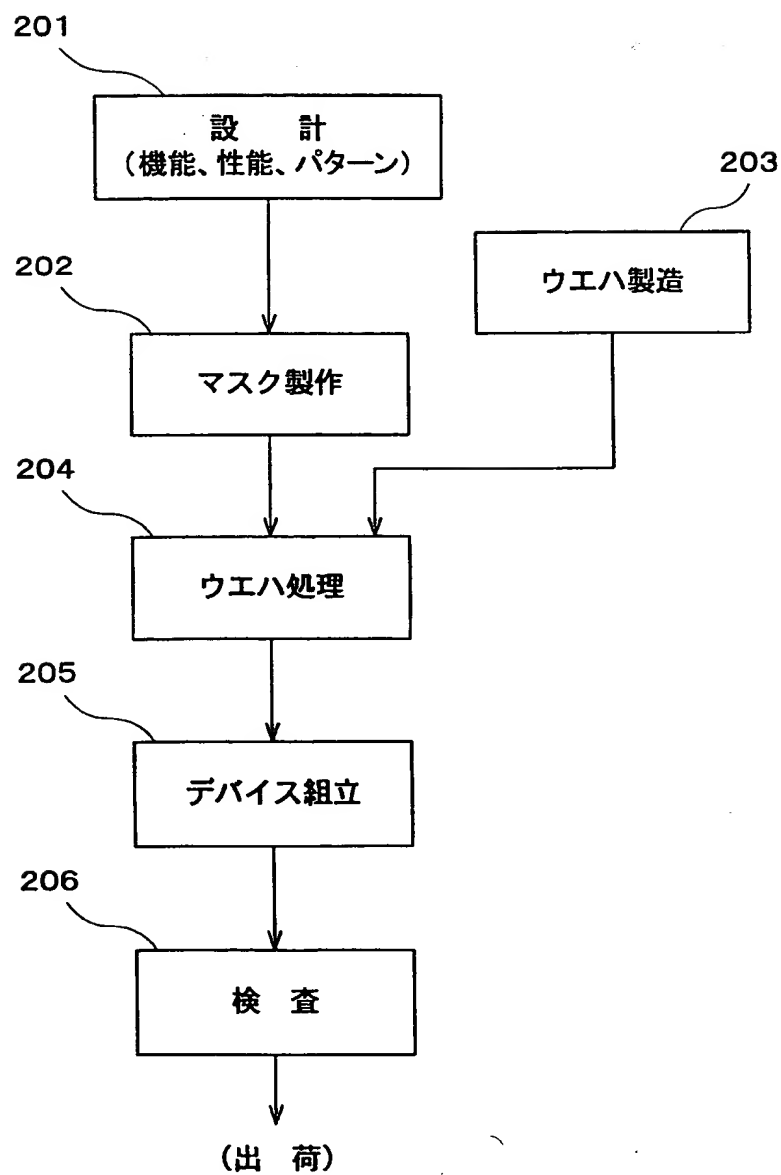 201
設 計
(機能、性能、パターン)
203
ウエハ製造
202
マスク製作
204
ウエハ処理
205
デバイス組立
206
検 査
(出 荷)